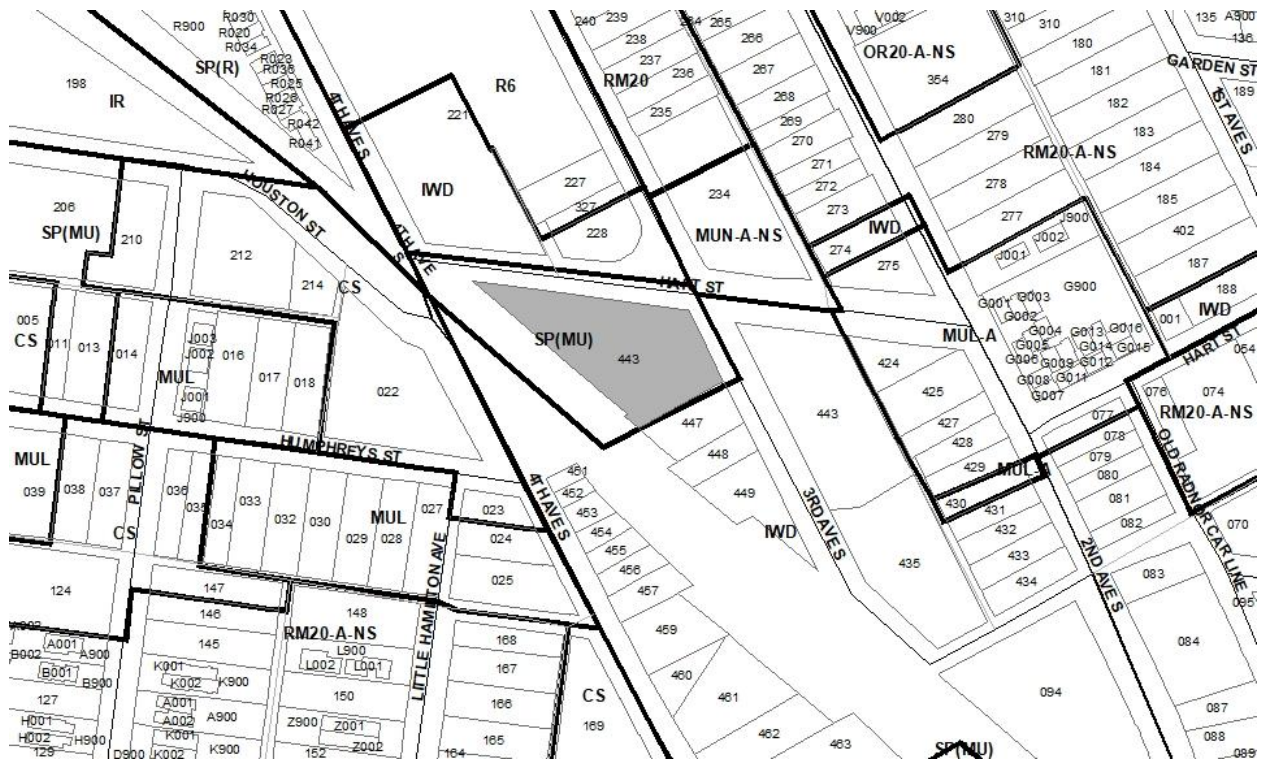 R030
R020
R034
R900
R023
R036
R025
R026
R027
R042
R041
SP(R)
198
IR
4TH AVE S
221
IWD
R6
240
239
238
237
236
235
RM20
264
265
266
267
268
269
270
271
272
273
274
275
IWD
234
MUN-A-NS
227
327
228
V002
V900
OR20-A-NS
354
310
310
180
181
182
183
184
185
402
187
188
280
279
278
277
RM20-A-NS
135
A900
136
GARDEN ST
189
1ST AVE S
J900
J002
J001
G900
G001
G003
G002
G004
G005
G006
G009
G008
G007
G011
G012
G013
G014
G015
G016
001
IWD
HART ST
064
MUL-A
206
SP(MU)
210
HOUSTON ST
212
214
CS
4TH AVE S
HART ST
SP(MU)
443
005
CS
011
013
014
J003
J002
MUL
J001
J900
016
017
018
022
HUMPHREYS ST
PILLOW ST
MUL
039
038
037
CS
036
035
034
033
032
030
029
028
MUL
027
023
024
025
4TH AVE S
461
452
453
454
455
456
457
459
460
461
462
463
447
448
449
IWD
3RD AVE S
443
435
424
425
427
428
429
430
431
432
433
434
MUL-A
2ND AVE S
077
078
079
080
081
082
083
084
076
074
RM20-A-NS
OLD RADNOR CAR LINE
070
095
087
088
089
094
SP(MU)
124
147
146
145
148
RM20-A-NS
L900
L002
L001
150
Z900
Z001
Z002
152
LITTLE HAMILTON AVE
168
167
166
165
164
CS
169
A001
A900
B002
B001
B900
127
H001
H002
H900
129
K001
K002
K900
A001
A002
A900
K001
K002
K900
D900